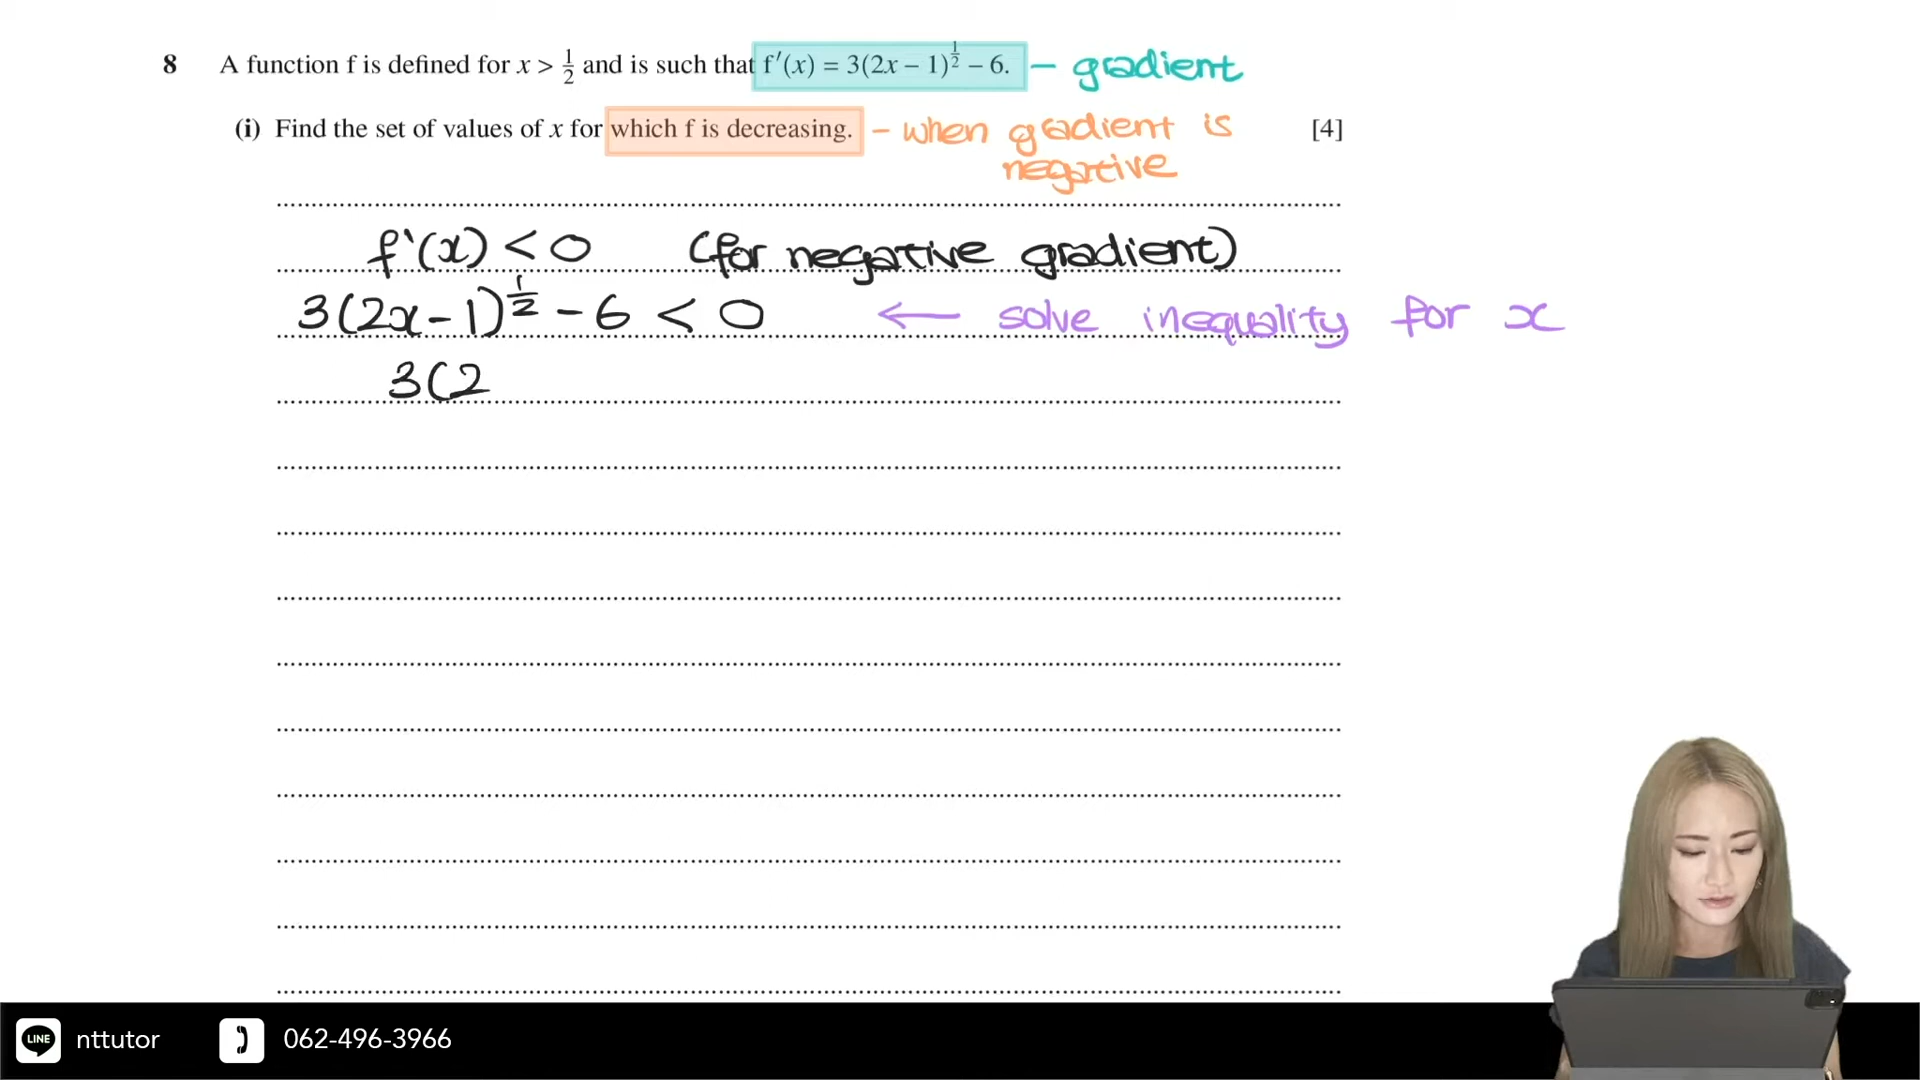 8 A function f is defined for x > 1/2 and is such that f′(x) = 3(2x − 1)^½ − 6. – gradient
(i) Find the set of values of x for which f is decreasing. – when gradient is [4]
negative
f'(x) < 0 (for negative gradient)
3(2x-1)^½ - 6 < 0 ← solve inequality for x
3(2
LINE nttutor 062-496-3966